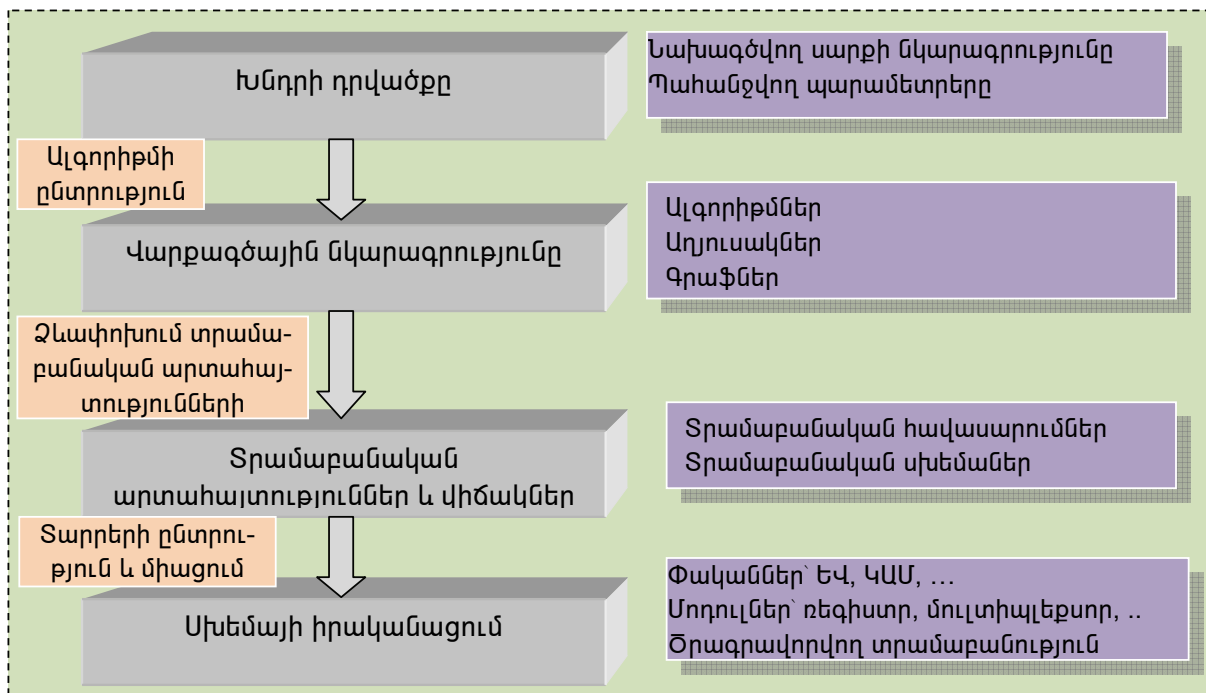 Խնդրի դրվածքը
Նախագծվող սարքի նկարագրությունը
Պահանջվող պարամետրերը
Ալգորիթմի
ընտրություն
Վարքագծային նկարագրությունը
Ալգորիթմներ
Աղյուսակներ
Գրաֆներ
Ձևափոխում տրամա-
բանական արտահայ-
տությունների
Տրամաբանական
արտահայտություններ և վիճակներ
Տրամաբանական հավասարումներ
Տրամաբանական սխեմաներ
Տարրերի ընտրու-
թյուն և միացում
Սխեմայի իրականացում
Փականներ՝ ԵՎ, ԿԱՄ, …
Մոդուլներ՝ ռեգիստր, մուլտիպլեքսոր, ..
Ծրագրավորվող տրամաբանություն